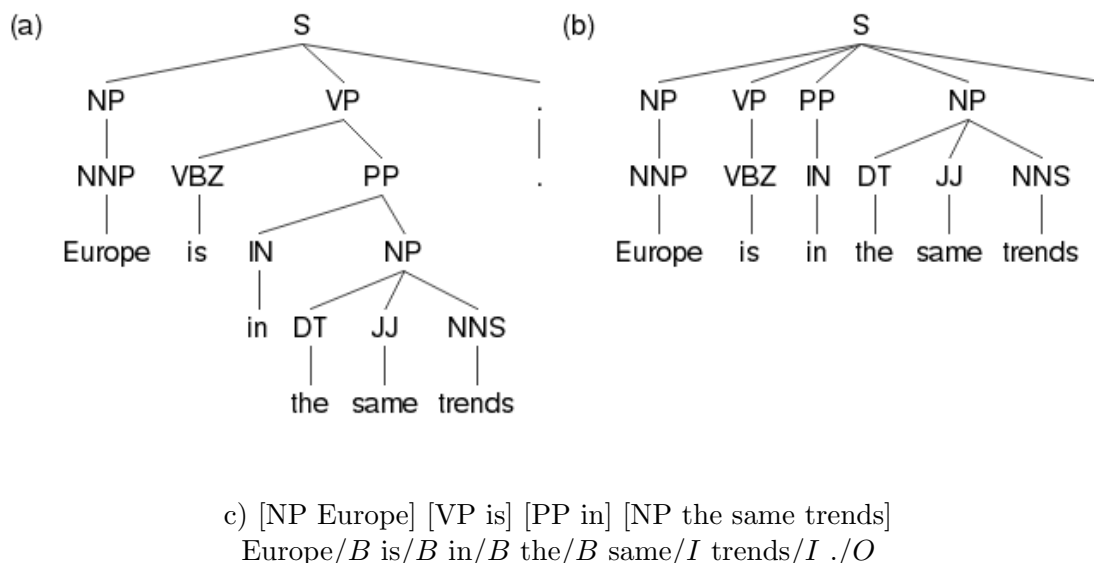 (a) S (b) S
NP VP . NP VP PP NP
NNP VBZ PP . NNP VBZ IN DT JJ NNS
Europe is IN NP Europe is in the same trends
in DT JJ NNS
the same trends
c) [NP Europe] [VP is] [PP in] [NP the same trends]
Europe/B is/B in/B the/B same/I trends/I ./O